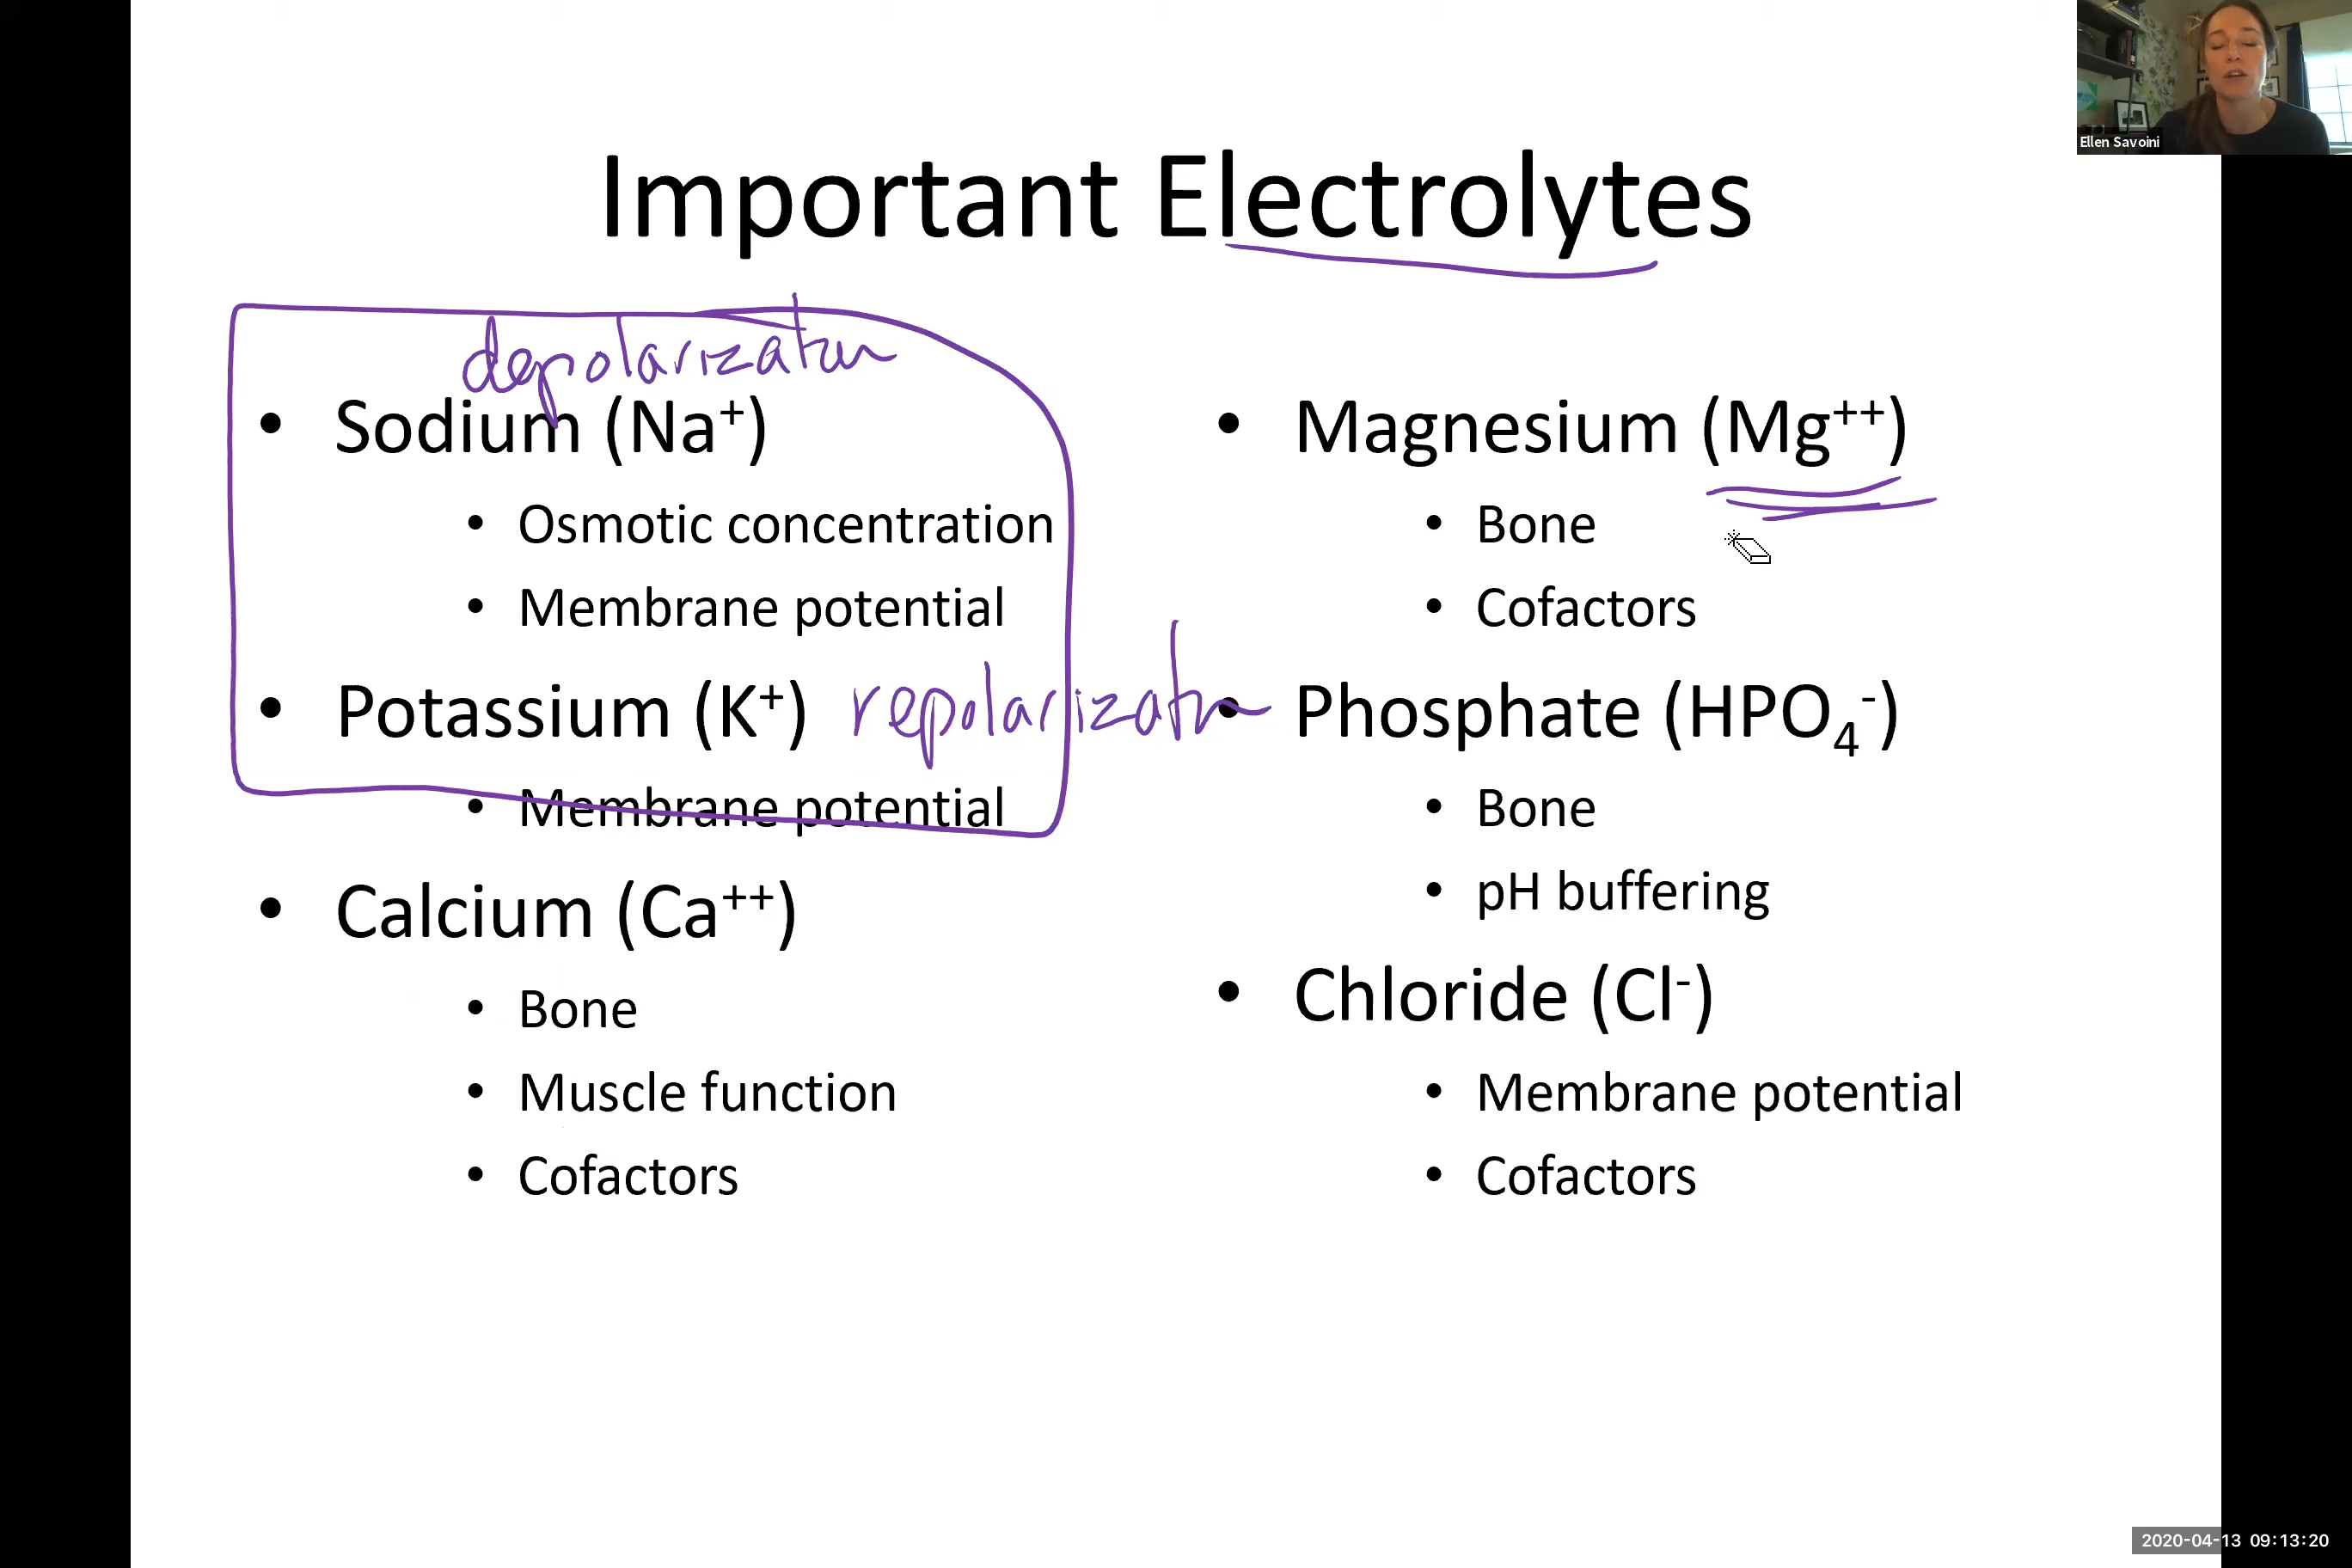 Ellen Savoini
Important Electrolytes
depolarization
• Sodium (Na⁺)
• Osmotic concentration
• Membrane potential
• Potassium (K⁺) repolarization
• Membrane potential
• Calcium (Ca⁺⁺)
• Bone
• Muscle function
• Cofactors
• Magnesium (Mg⁺⁺)
• Bone
• Cofactors
• Phosphate (HPO₄⁻)
• Bone
• pH buffering
• Chloride (Cl⁻)
• Membrane potential
• Cofactors
2020-04-13 09:13:20